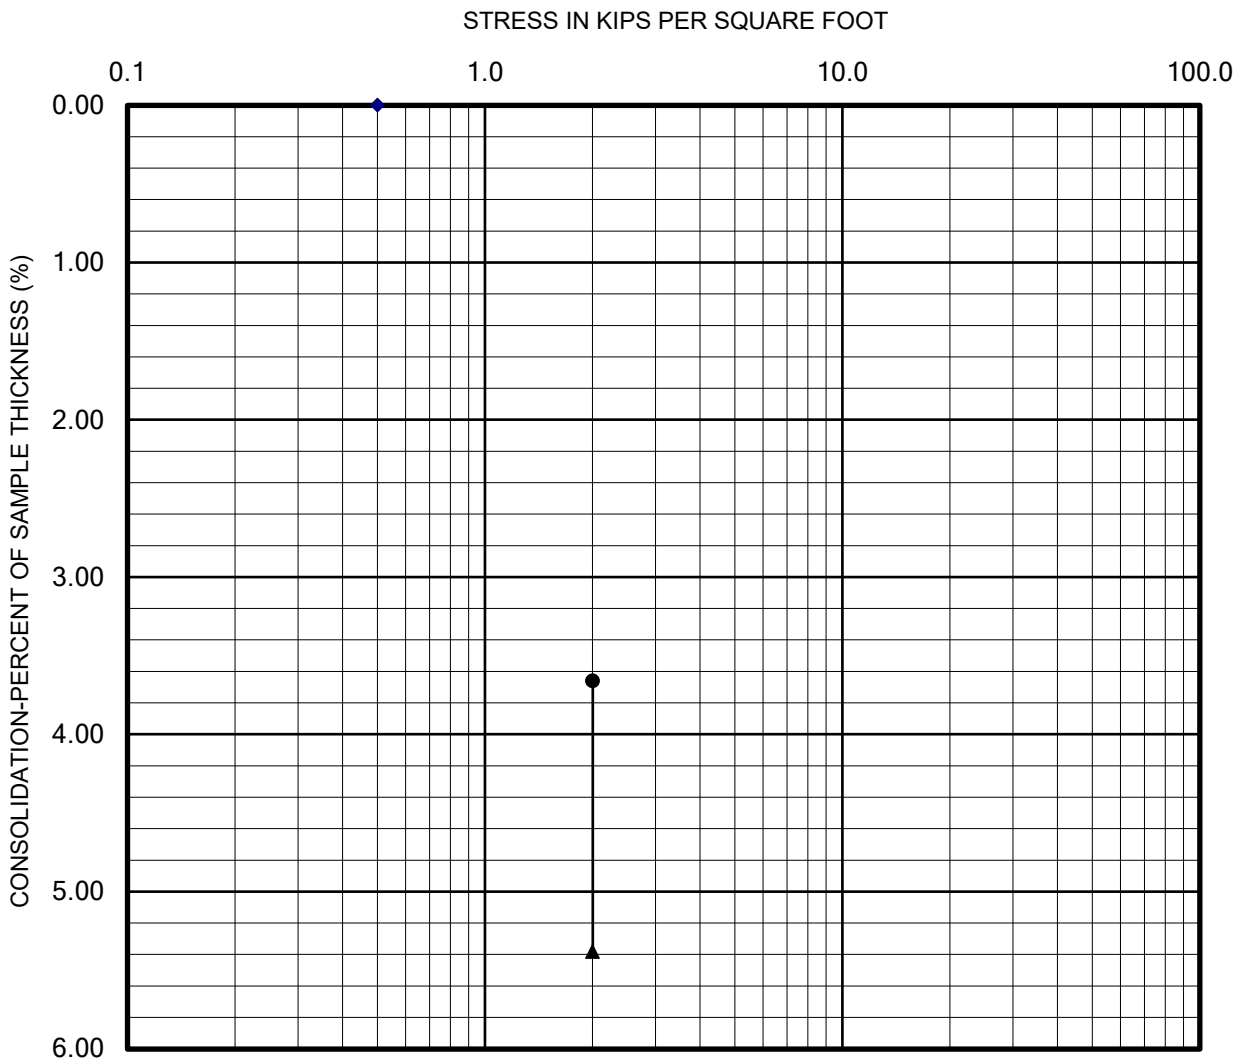 STRESS IN KIPS PER SQUARE FOOT
0.1 1.0 10.0 100.0
0.00
1.00
2.00
3.00
4.00
5.00
6.00
CONSOLIDATION-PERCENT OF SAMPLE THICKNESS (%)